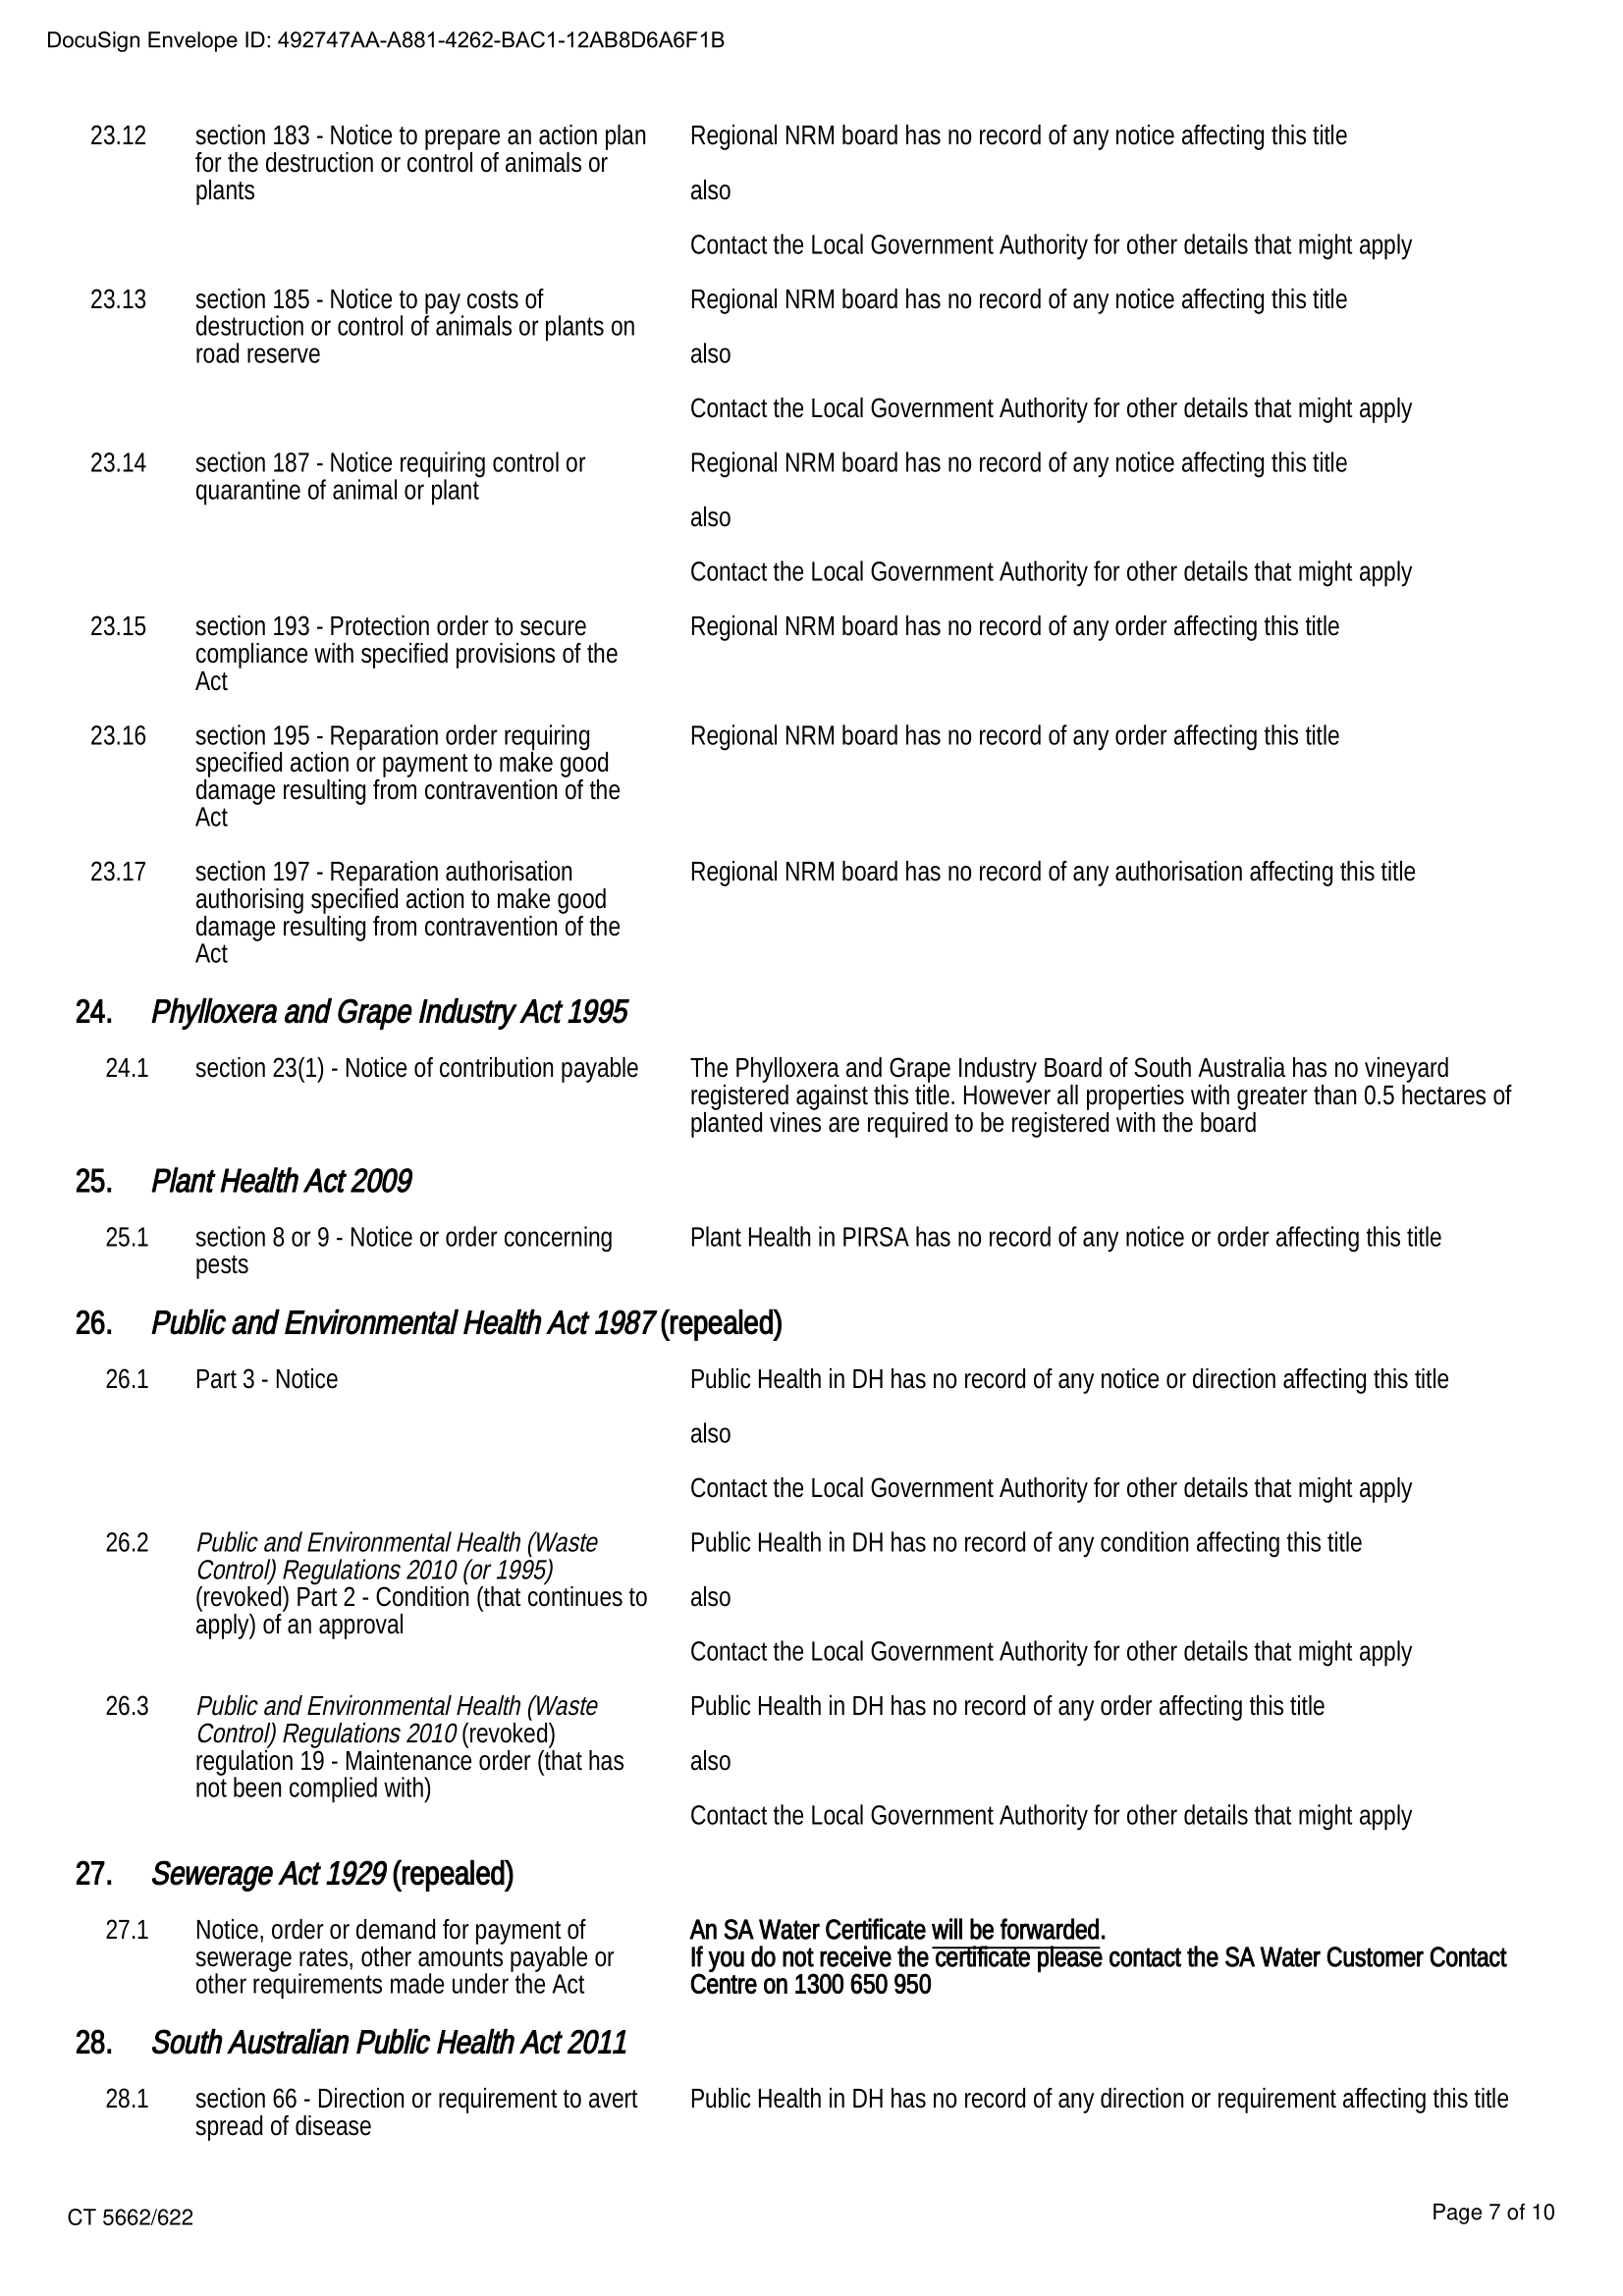 DocuSign Envelope ID: 492747AA-A881-4262-BAC1-12AB8D6A6F1B
23.12 section 183 - Notice to prepare an action plan Regional NRM board has no record of any notice affecting this title
for the destruction or control of animals or
plants also
Contact the Local Government Authority for other details that might apply
23.13 section 185 - Notice to pay costs of Regional NRM board has no record of any notice affecting this title
destruction or control of animals or plants on
road reserve also
Contact the Local Government Authority for other details that might apply
23.14 section 187 - Notice requiring control or Regional NRM board has no record of any notice affecting this title
quarantine of animal or plant
also
Contact the Local Government Authority for other details that might apply
23.15 section 193 - Protection order to secure Regional NRM board has no record of any order affecting this title
compliance with specified provisions of the
Act
23.16 section 195 - Reparation order requiring Regional NRM board has no record of any order affecting this title
specified action or payment to make good
damage resulting from contravention of the
Act
23.17 section 197 - Reparation authorisation Regional NRM board has no record of any authorisation affecting this title
authorising specified action to make good
damage resulting from contravention of the
Act
24. Phylloxera and Grape Industry Act 1995
24.1 section 23(1) - Notice of contribution payable The Phylloxera and Grape Industry Board of South Australia has no vineyard
registered against this title. However all properties with greater than 0.5 hectares of
planted vines are required to be registered with the board
25. Plant Health Act 2009
25.1 section 8 or 9 - Notice or order concerning Plant Health in PIRSA has no record of any notice or order affecting this title
pests
26. Public and Environmental Health Act 1987 (repealed)
26.1 Part 3 - Notice Public Health in DH has no record of any notice or direction affecting this title
also
Contact the Local Government Authority for other details that might apply
26.2 Public and Environmental Health (Waste Public Health in DH has no record of any condition affecting this title
Control) Regulations 2010 (or 1995)
(revoked) Part 2 - Condition (that continues to also
apply) of an approval
Contact the Local Government Authority for other details that might apply
26.3 Public and Environmental Health (Waste Public Health in DH has no record of any order affecting this title
Control) Regulations 2010 (revoked)
regulation 19 - Maintenance order (that has also
not been complied with)
Contact the Local Government Authority for other details that might apply
27. Sewerage Act 1929 (repealed)
27.1 Notice, order or demand for payment of An SA Water Certificate will be forwarded.
sewerage rates, other amounts payable or If you do not receive the certificate please contact the SA Water Customer Contact
other requirements made under the Act Centre on 1300 650 950
28. South Australian Public Health Act 2011
28.1 section 66 - Direction or requirement to avert Public Health in DH has no record of any direction or requirement affecting this title
spread of disease
CT 5662/622 Page 7 of 10